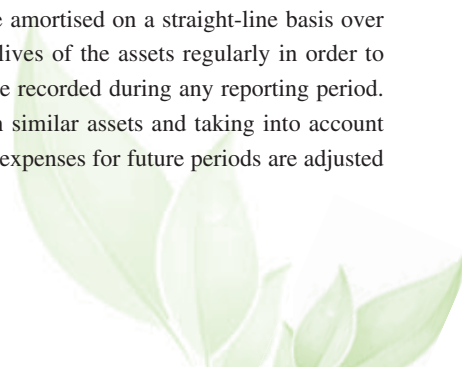 e amortised on a straight-line basis over
lives of the assets regularly in order to
e recorded during any reporting period.
n similar assets and taking into account
expenses for future periods are adjusted